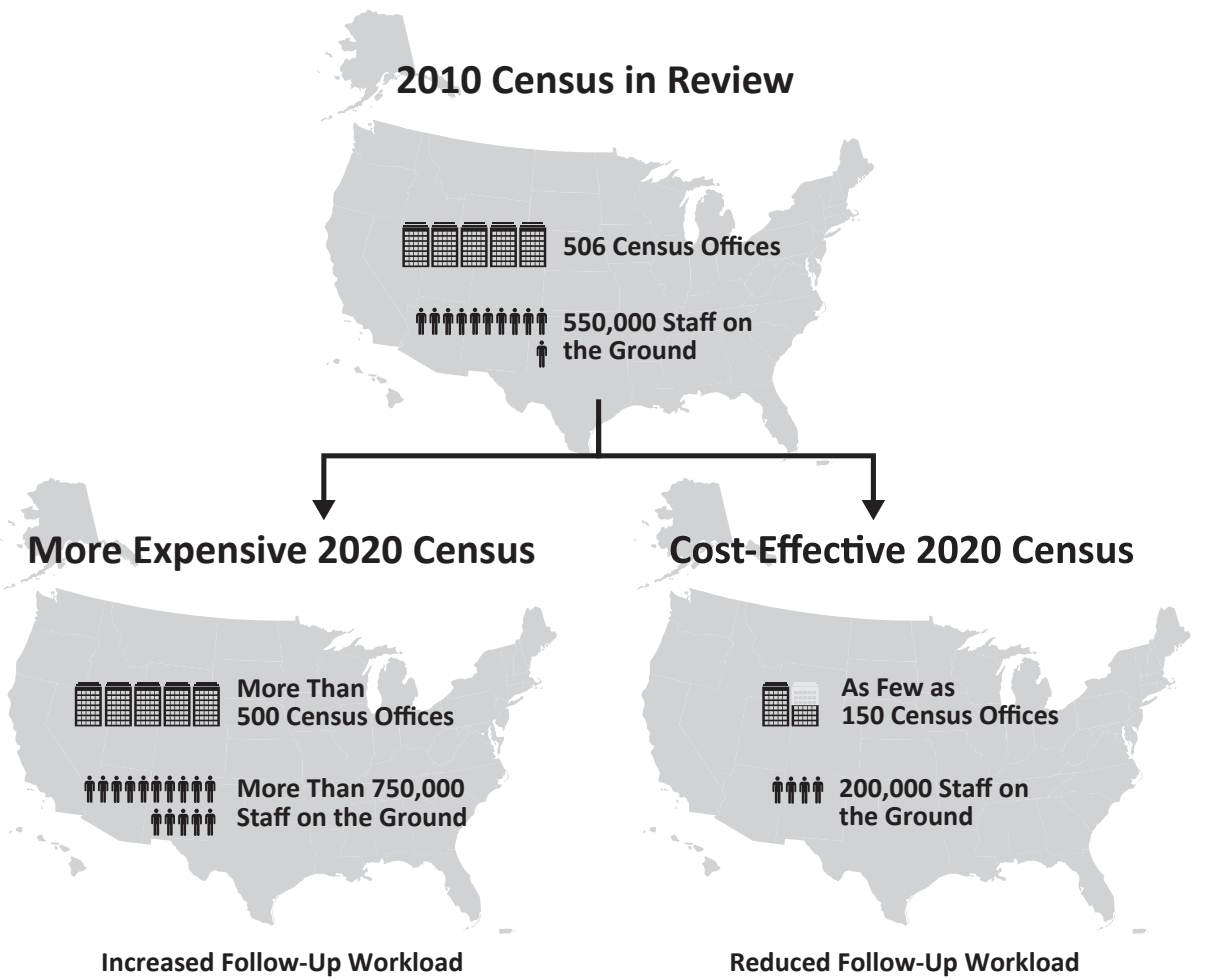 2010 Census in Review
506 Census Offices
550,000 Staff on
the Ground
More Expensive 2020 Census
More Than
500 Census Offices
More Than 750,000
Staff on the Ground
Increased Follow-Up Workload
Cost-Effective 2020 Census
As Few as
150 Census Offices
200,000 Staff on
the Ground
Reduced Follow-Up Workload